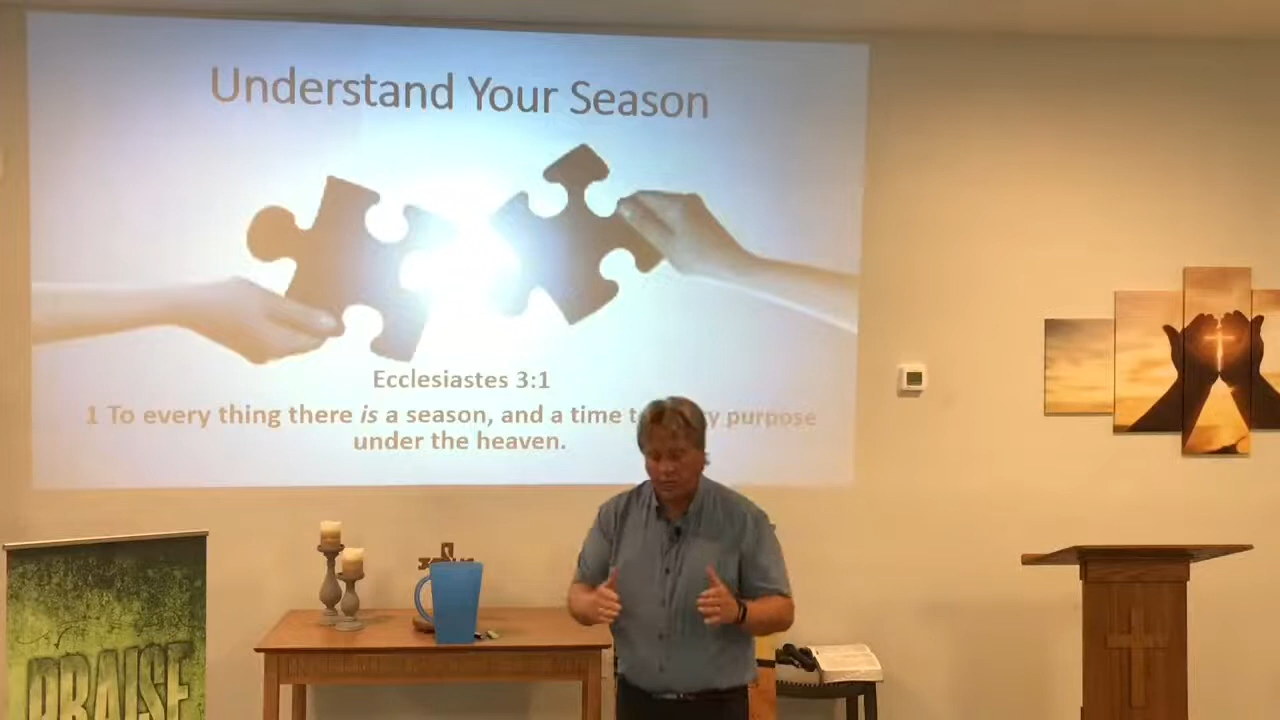 Understand Your Season
Ecclesiastes 3:1
1 To every thing there is a season, and a time purpose
under the heaven.
PRAISE